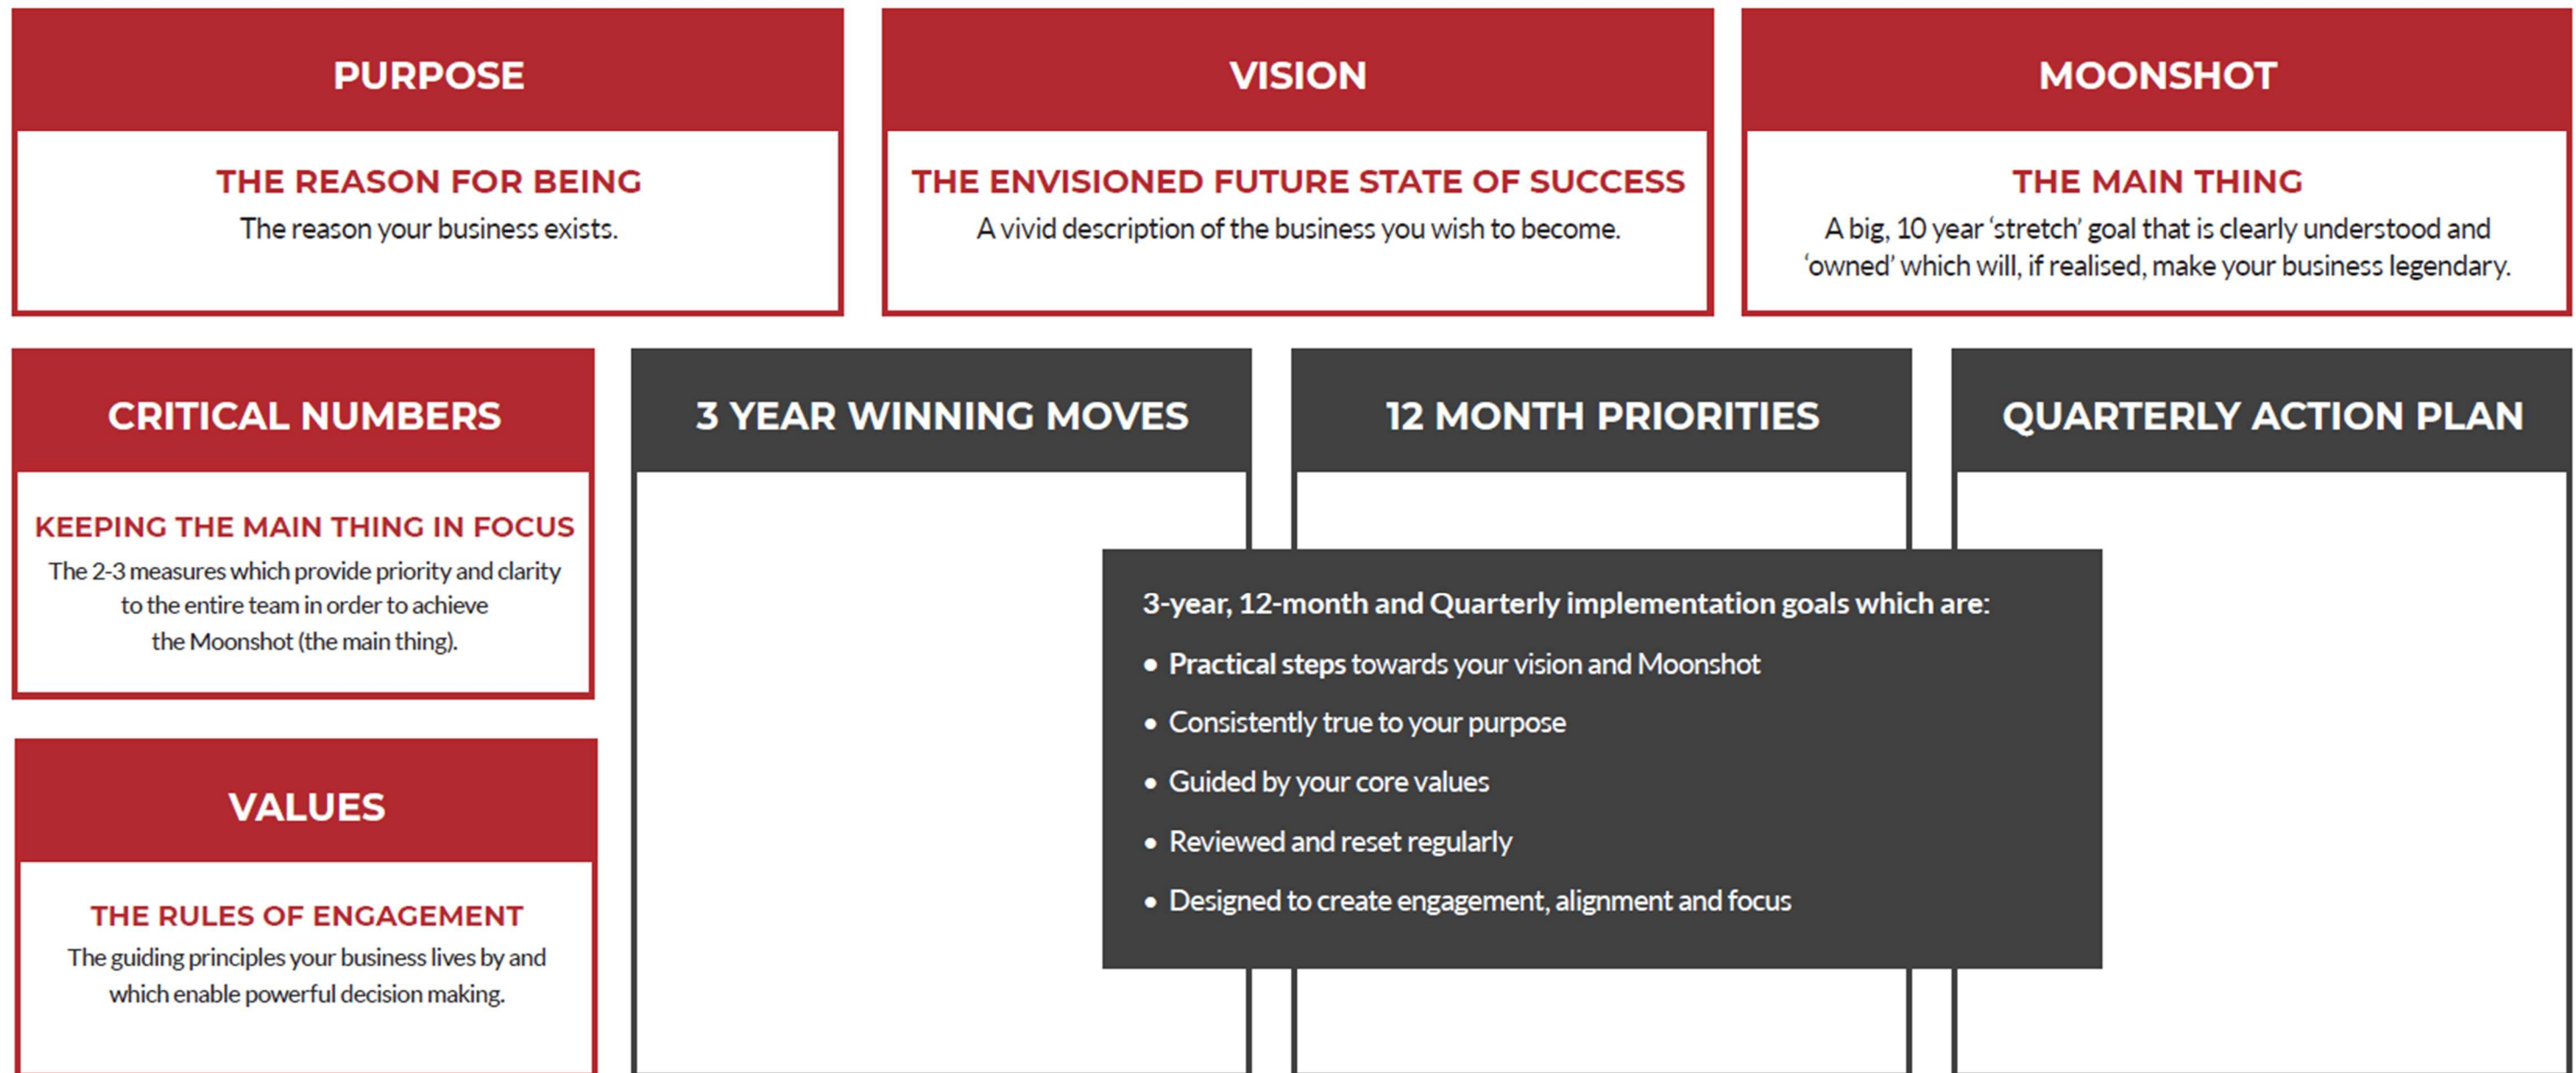 PURPOSE
THE REASON FOR BEING
The reason your business exists.
VISION
THE ENVISIONED FUTURE STATE OF SUCCESS
A vivid description of the business you wish to become.
MOONSHOT
THE MAIN THING
A big, 10 year ‘stretch’ goal that is clearly understood and
‘owned’ which will, if realised, make your business legendary.
CRITICAL NUMBERS
KEEPING THE MAIN THING IN FOCUS
The 2-3 measures which provide priority and clarity
to the entire team in order to achieve
the Moonshot (the main thing).
VALUES
THE RULES OF ENGAGEMENT
The guiding principles your business lives by and
which enable powerful decision making.
3 YEAR WINNING MOVES
12 MONTH PRIORITIES
QUARTERLY ACTION PLAN
3-year, 12-month and Quarterly implementation goals which are:
• Practical steps towards your vision and Moonshot
• Consistently true to your purpose
• Guided by your core values
• Reviewed and reset regularly
• Designed to create engagement, alignment and focus